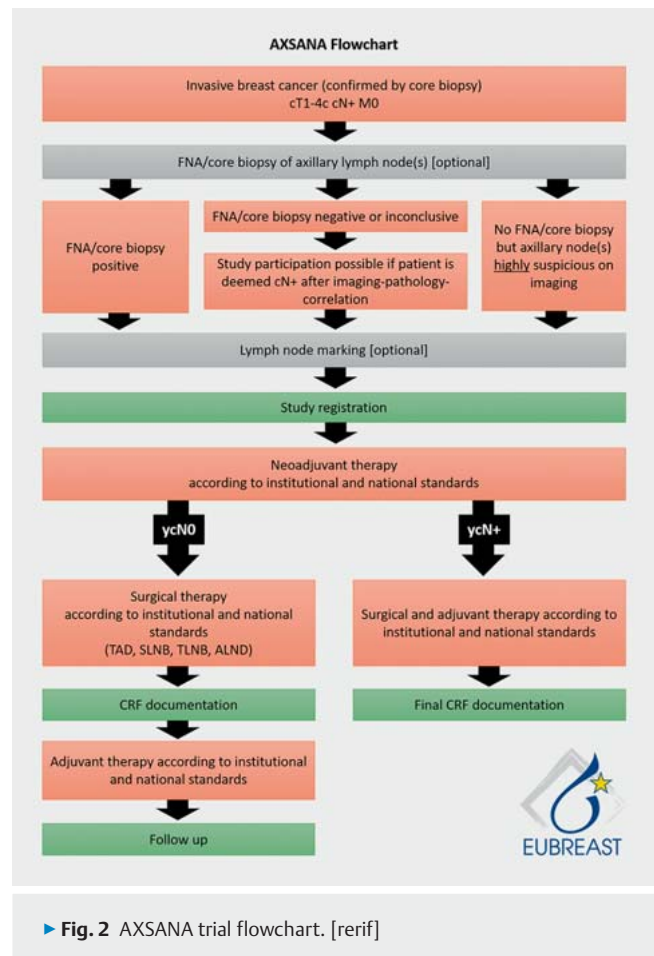 AXSANA Flowchart
Invasive breast cancer (confirmed by core biopsy)
cT1-4c cN+ M0
FNA/core biopsy of axillary lymph node(s) [optional]
FNA/core biopsy
positive
FNA/core biopsy negative or inconclusive
Study participation possible if patient is
deemed cN+ after imaging-pathology-
correlation
No FNA/core biopsy
but axillary node(s)
highly suspicious on
imaging
Lymph node marking [optional]
Study registration
Neoadjuvant therapy
according to institutional and national standards
ycN0
ycN+
Surgical therapy
according to institutional and national
standards
(TAD, SLNB, TLNB, ALND)
Surgical and adjuvant therapy according to
institutional and national standards
CRF documentation
Final CRF documentation
Adjuvant therapy according to institutional
and national standards
Follow up
EUBREAST
▶ Fig. 2 AXSANA trial flowchart. [rerif]